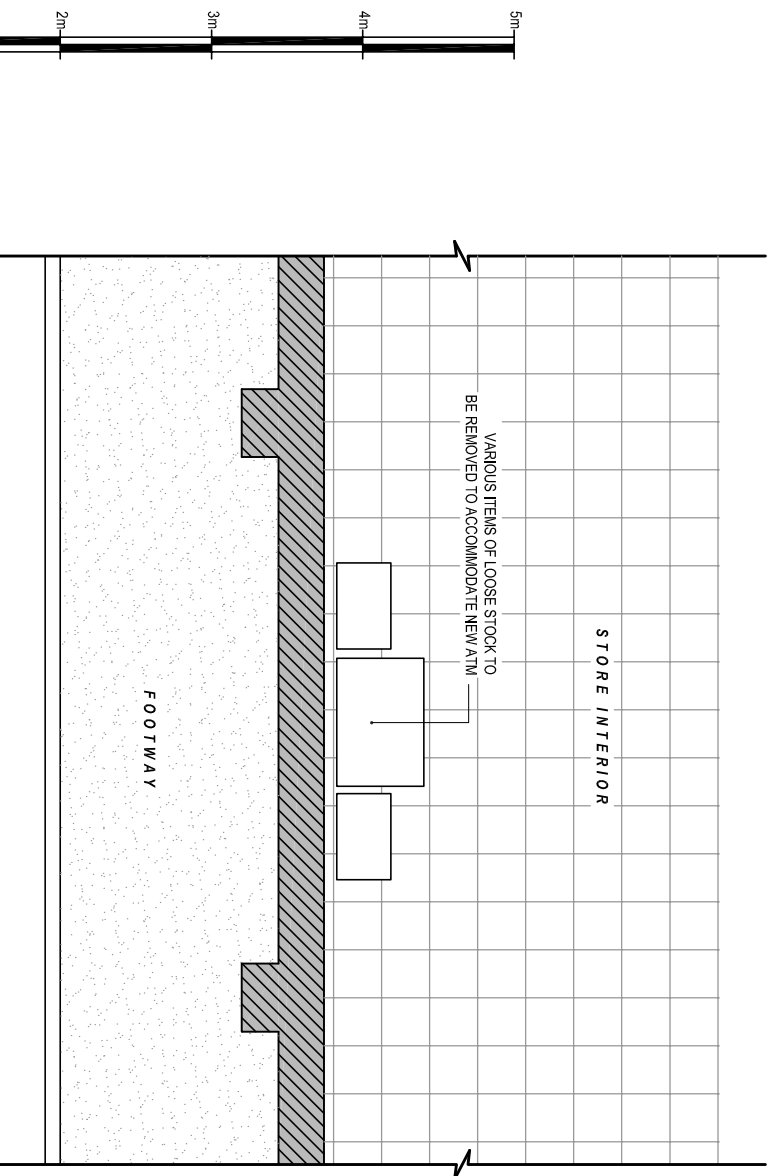 2m
3m
4m
5m
STORE INTERIOR
VARIOUS ITEMS OF LOOSE STOCK TO
BE REMOVED TO ACCOMMODATE NEW ATM
FOOTWAY